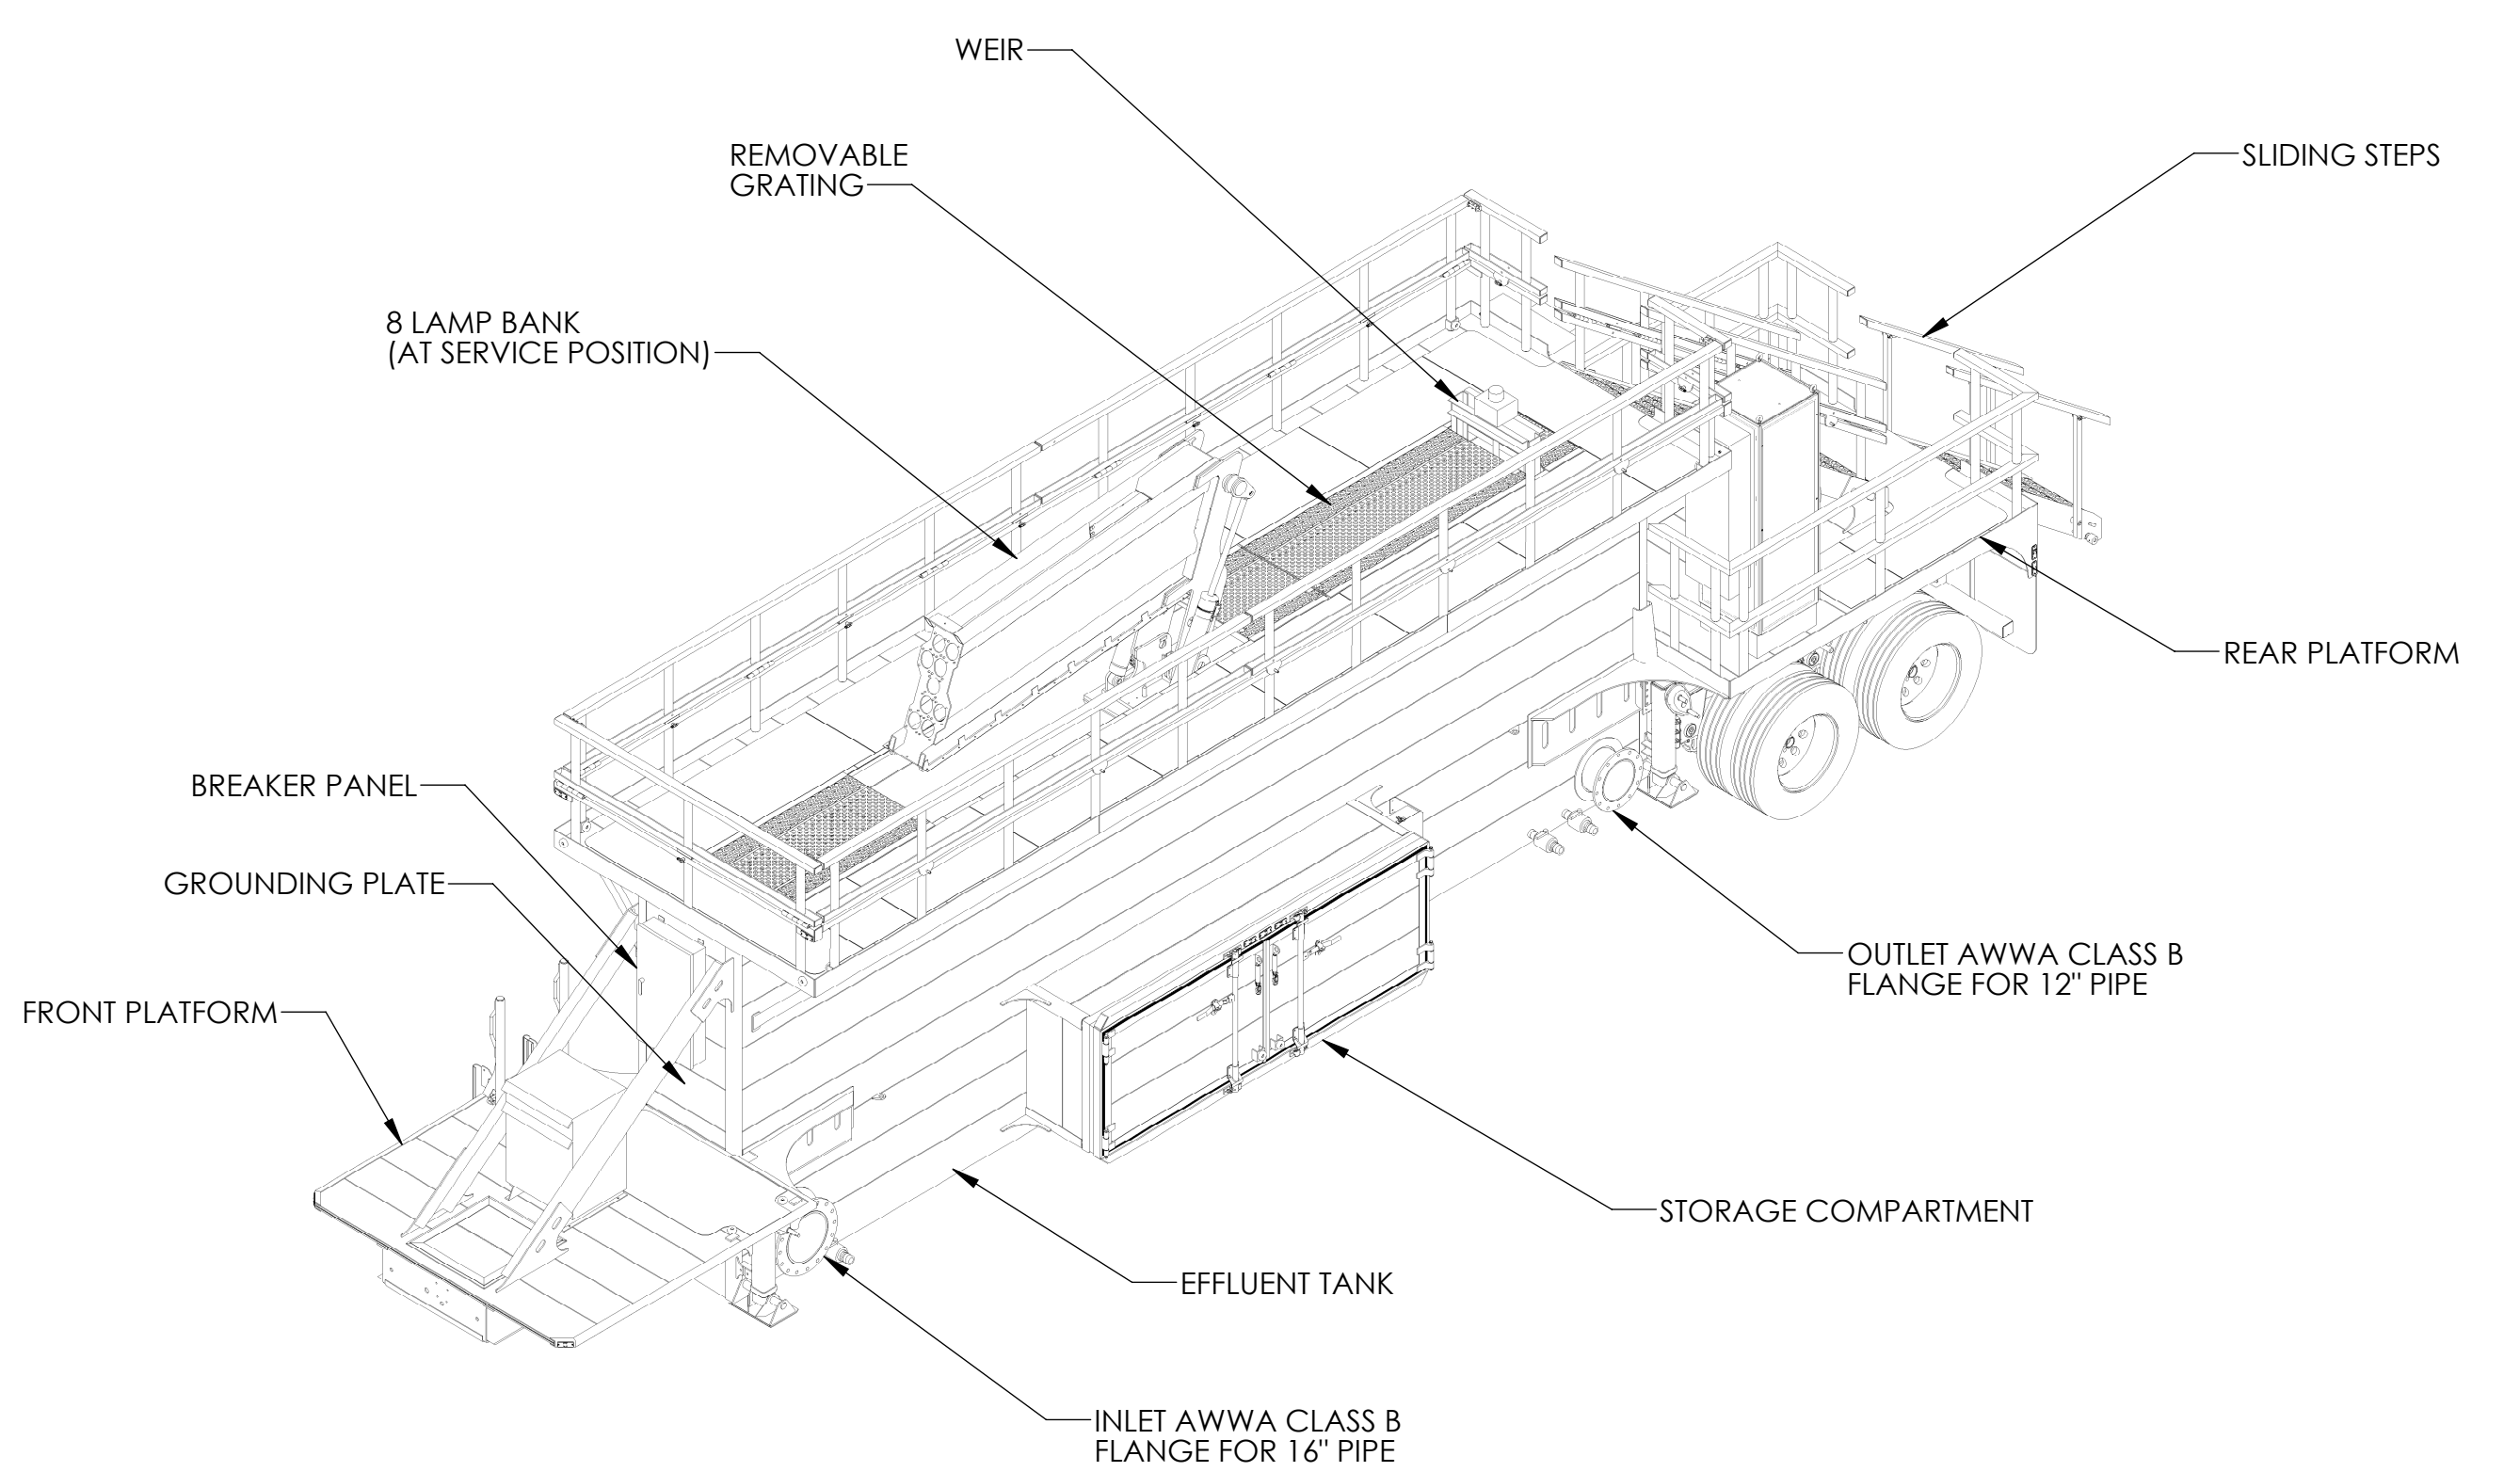 WEIR
REMOVABLE
GRATING
SLIDING STEPS
8 LAMP BANK
(AT SERVICE POSITION)
REAR PLATFORM
BREAKER PANEL
GROUNDING PLATE
FRONT PLATFORM
OUTLET AWWA CLASS B
FLANGE FOR 12" PIPE
STORAGE COMPARTMENT
EFFLUENT TANK
INLET AWWA CLASS B
FLANGE FOR 16" PIPE